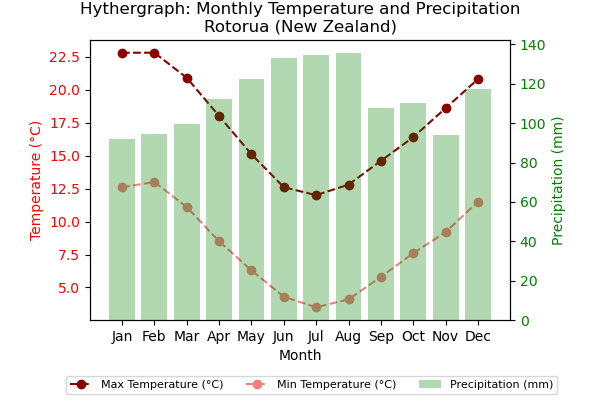 Hythergraph: Monthly Temperature and Precipitation
Rotorua (New Zealand)
22.5
20.0
17.5
15.0
12.5
10.0
7.5
5.0
Temperature (°C)
140
120
100
80
60
40
20
0
Precipitation (mm)
Jan Feb Mar Apr May Jun Jul Aug Sep Oct Nov Dec
Month
Max Temperature (°C) Min Temperature (°C) Precipitation (mm)